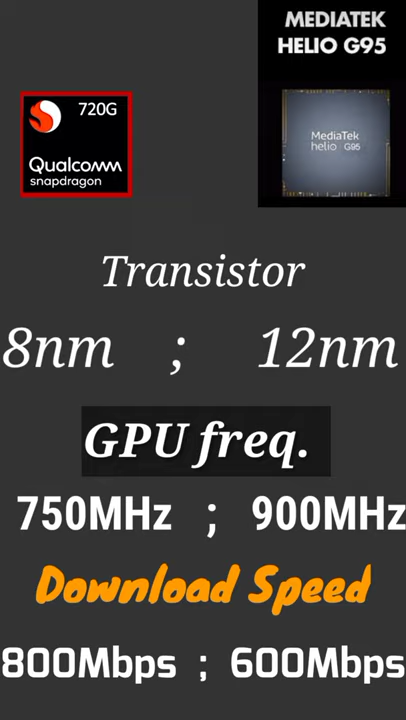 MEDIATEK
HELIO G95
720G
Qualcomm
snapdragon
MediaTek
helio G95
Transistor
8nm ; 12nm
GPU freq.
750MHz ; 900MHz
Download Speed
800Mbps ; 600Mbps